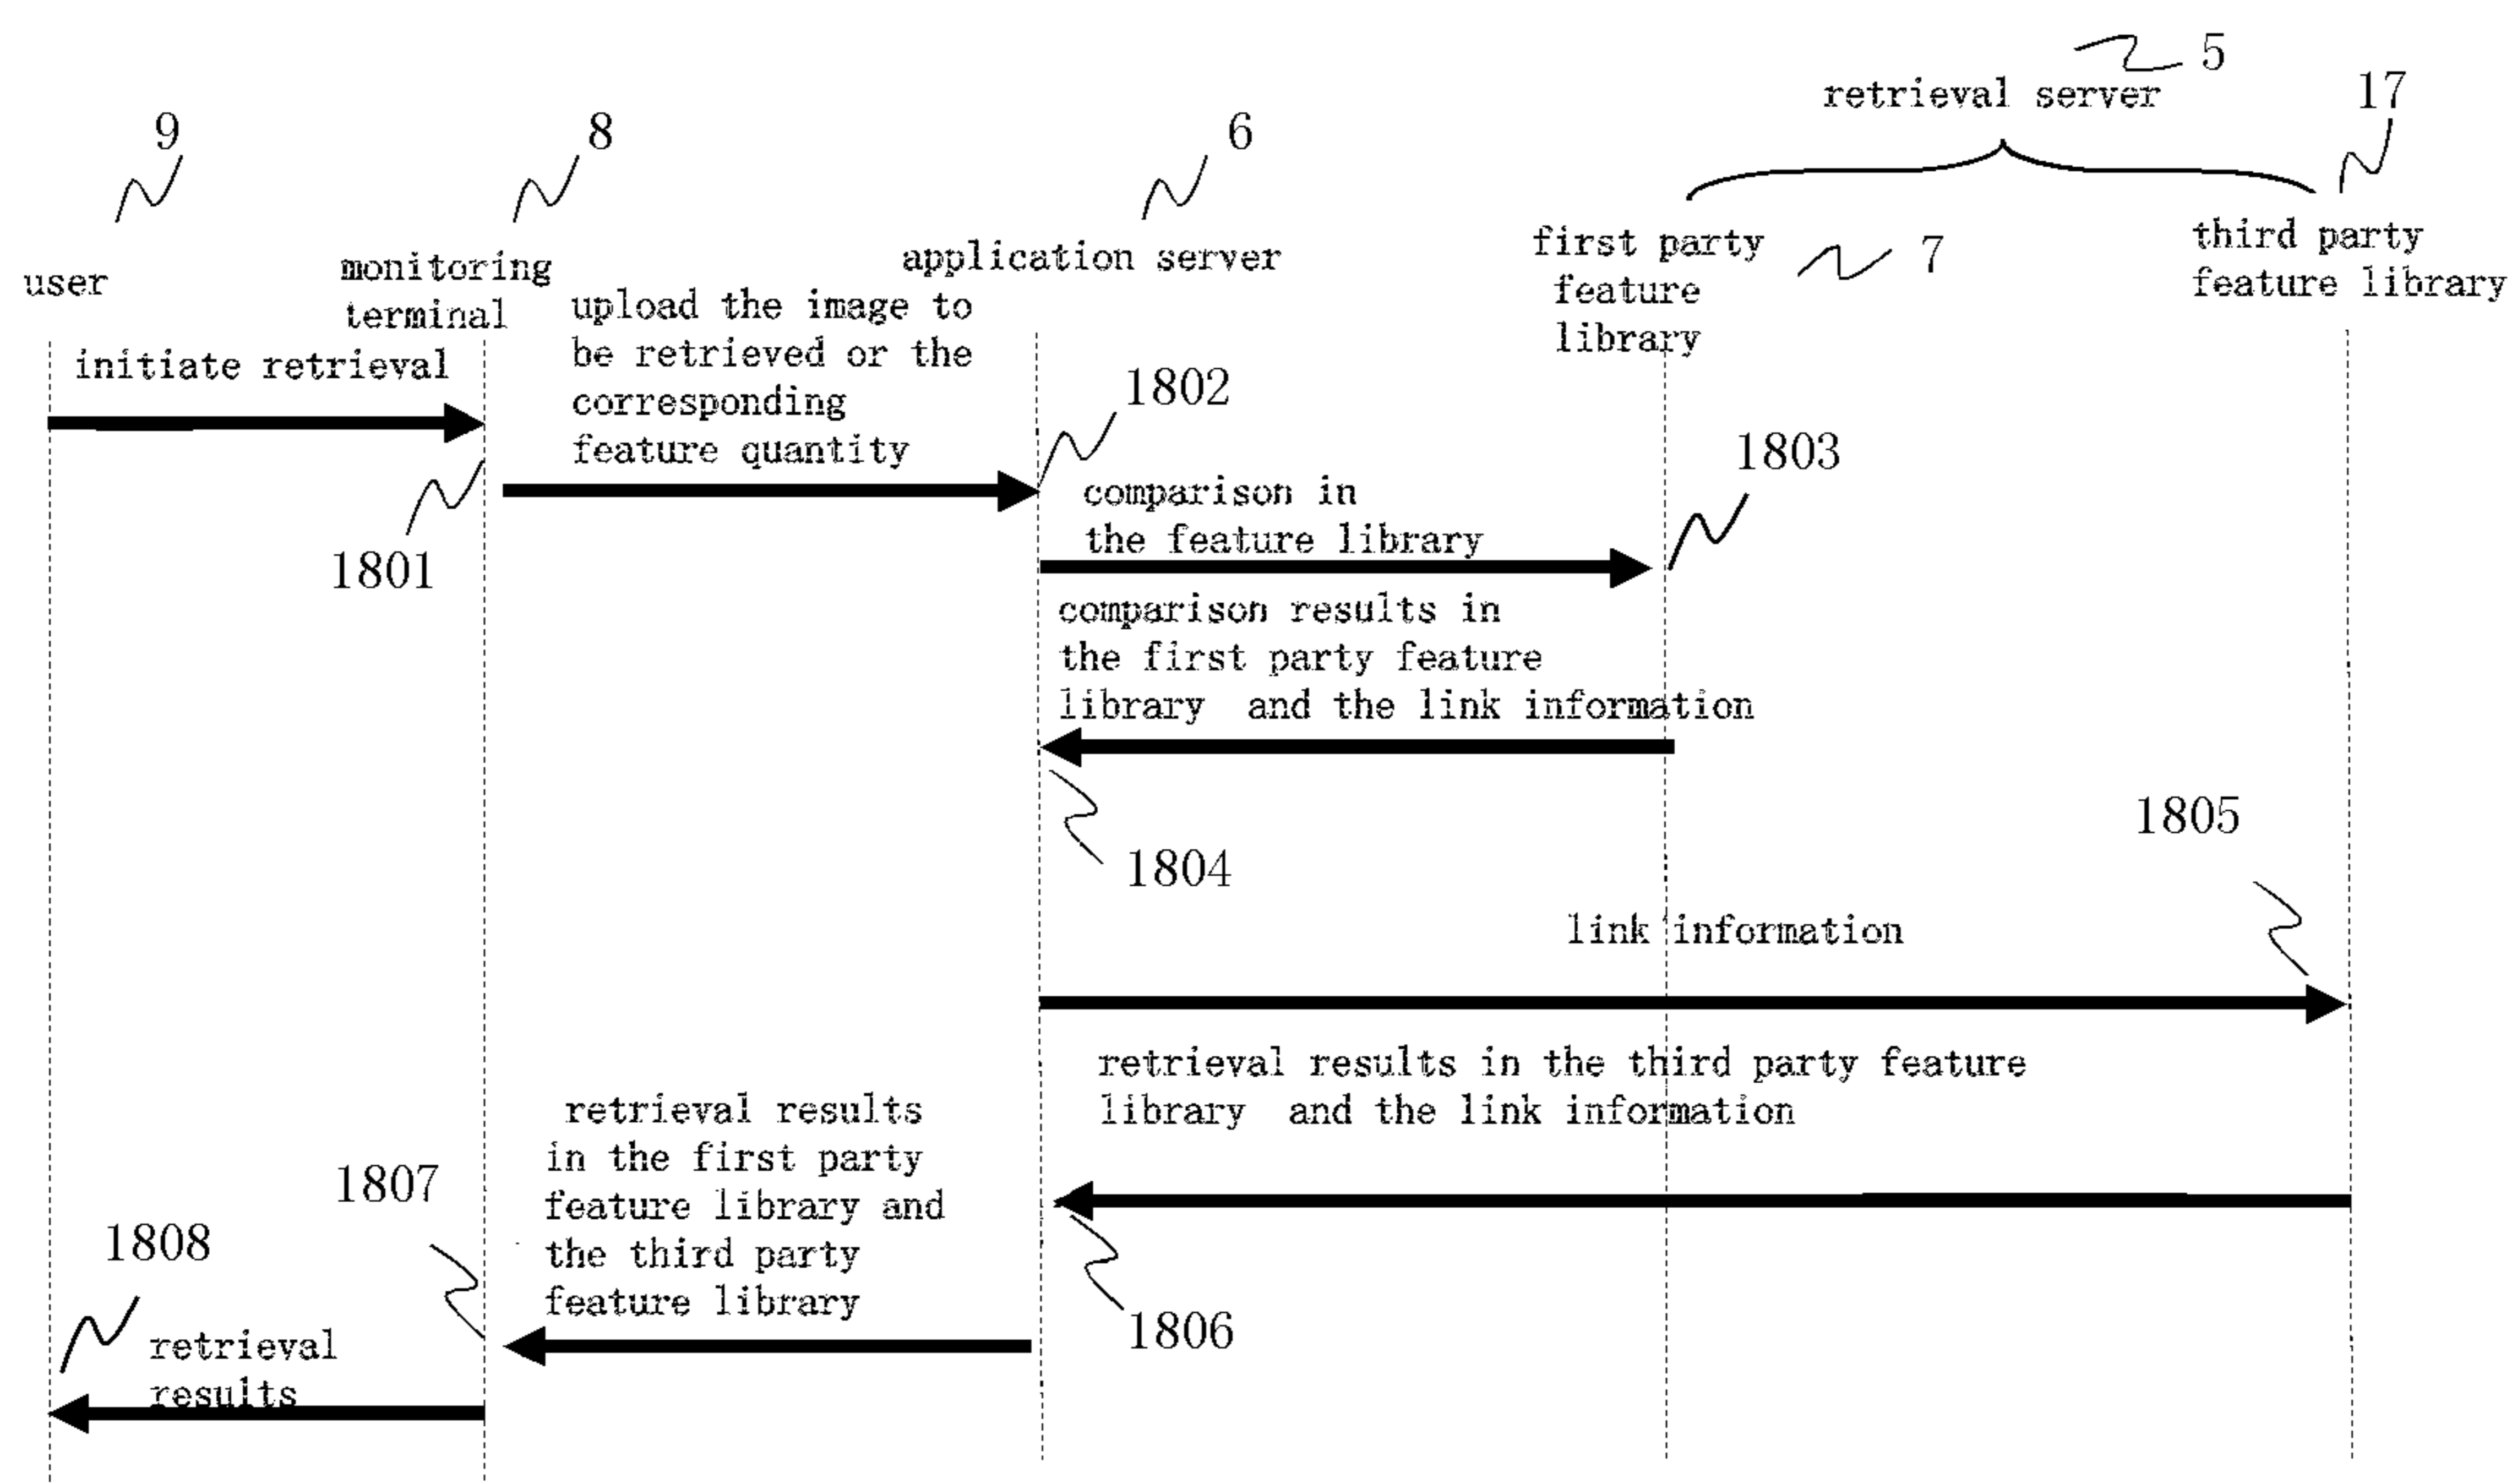 5
retrieval server
17
9
8
6
user
monitoring
terminal
application server
first party
feature
library
7
third party
feature library
initiate retrieval
upload the image to
be retrieved or the
corresponding
feature quantity
1801
1802
comparison in
the feature library
1803
comparison results in
the first party feature
library and the link information
1804
1805
link information
retrieval results in the third party feature
library and the link information
1806
retrieval results
in the first party
feature library and
the third party
feature library
1807
1808
retrieval
results